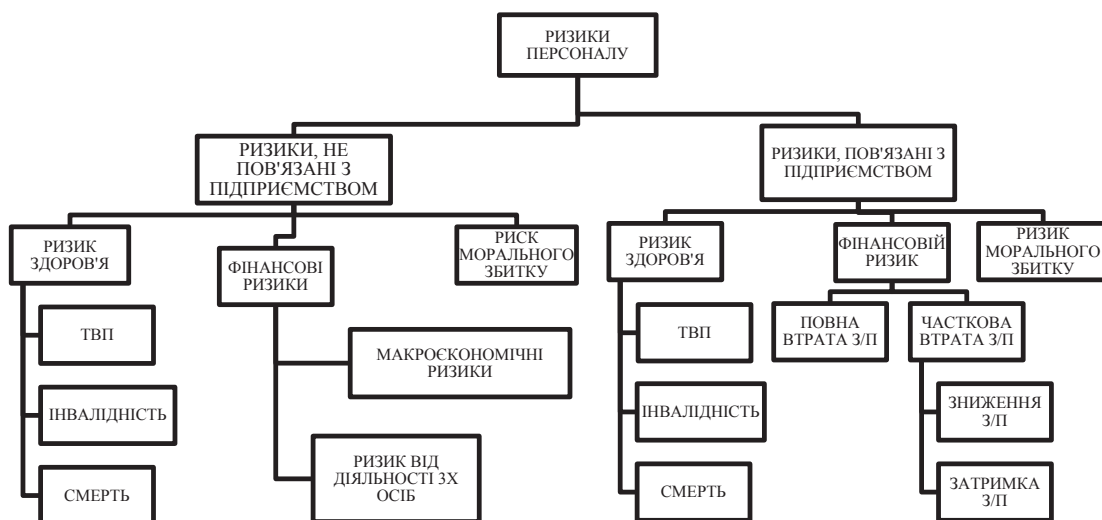 РИЗИКИ
ПЕРСОНАЛУ
РИЗИКИ, НЕ
ПОВ'ЯЗАНІ З
ПІДПРИЄМСТВОМ
РИЗИКИ, ПОВ'ЯЗАНІ З
ПІДПРИЄМСТВОМ
РИЗИК
ЗДОРОВ'Я
ФІНАНСОВІ
РИЗИКИ
РИСК
МОРАЛЬНОГО
ЗБИТКУ
РИЗИК
ЗДОРОВ'Я
ФІНАНСОВІЙ
РИЗИК
РИЗИК
МОРАЛЬНОГО
ЗБИТКУ
ТВП
ІНВАЛІДНІСТЬ
СМЕРТЬ
МАКРОЄКОНОМІЧНІ
РИЗИКИ
РИЗИК ВІД
ДІЯЛЬНОСТІ 3Х
ОСІБ
ТВП
ІНВАЛІДНІСТЬ
СМЕРТЬ
ПОВНА
ВТРАТА З/П
ЧАСТКОВА
ВТРАТА З/П
ЗНИЖЕННЯ
З/П
ЗАТРИМКА
З/П